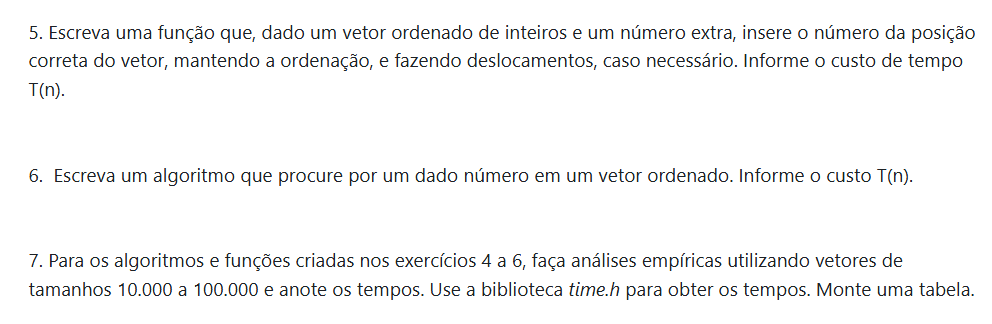 5. Escreva uma função que, dado um vetor ordenado de inteiros e um número extra, insere o número da posição
correta do vetor, mantendo a ordenação, e fazendo deslocamentos, caso necessário. Informe o custo de tempo
T(n).
6. Escreva um algoritmo que procure por um dado número em um vetor ordenado. Informe o custo T(n).
7. Para os algoritmos e funções criadas nos exercícios 4 a 6, faça análises empíricas utilizando vetores de
tamanhos 10.000 a 100.000 e anote os tempos. Use a biblioteca time.h para obter os tempos. Monte uma tabela.